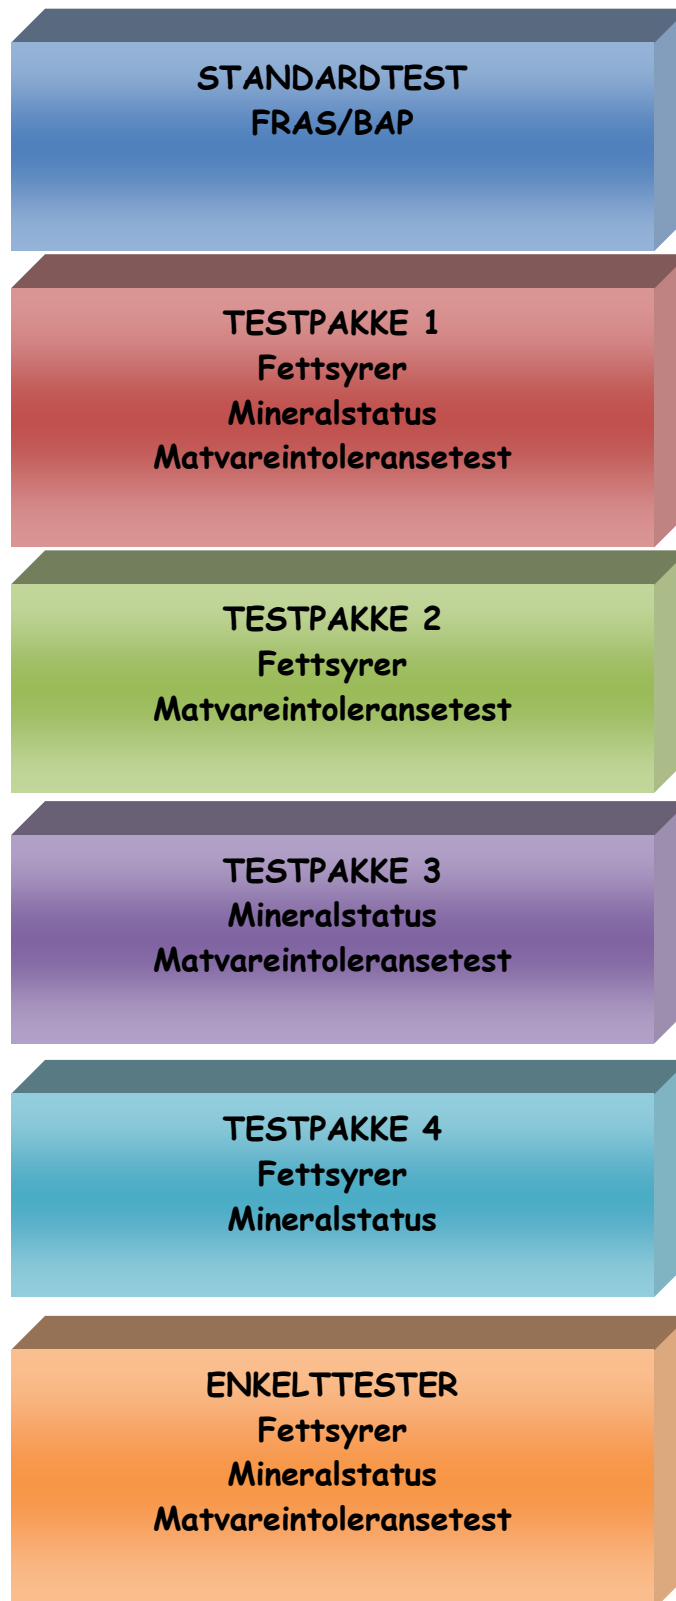 STANDARDTEST
FRAS/BAP
TESTPAKKE 1
Fettsyrer
Mineralstatus
Matvareintoleransetest
TESTPAKKE 2
Fettsyrer
Matvareintoleransetest
TESTPAKKE 3
Mineralstatus
Matvareintoleransetest
TESTPAKKE 4
Fettsyrer
Mineralstatus
ENKELTTESTER
Fettsyrer
Mineralstatus
Matvareintoleransetest